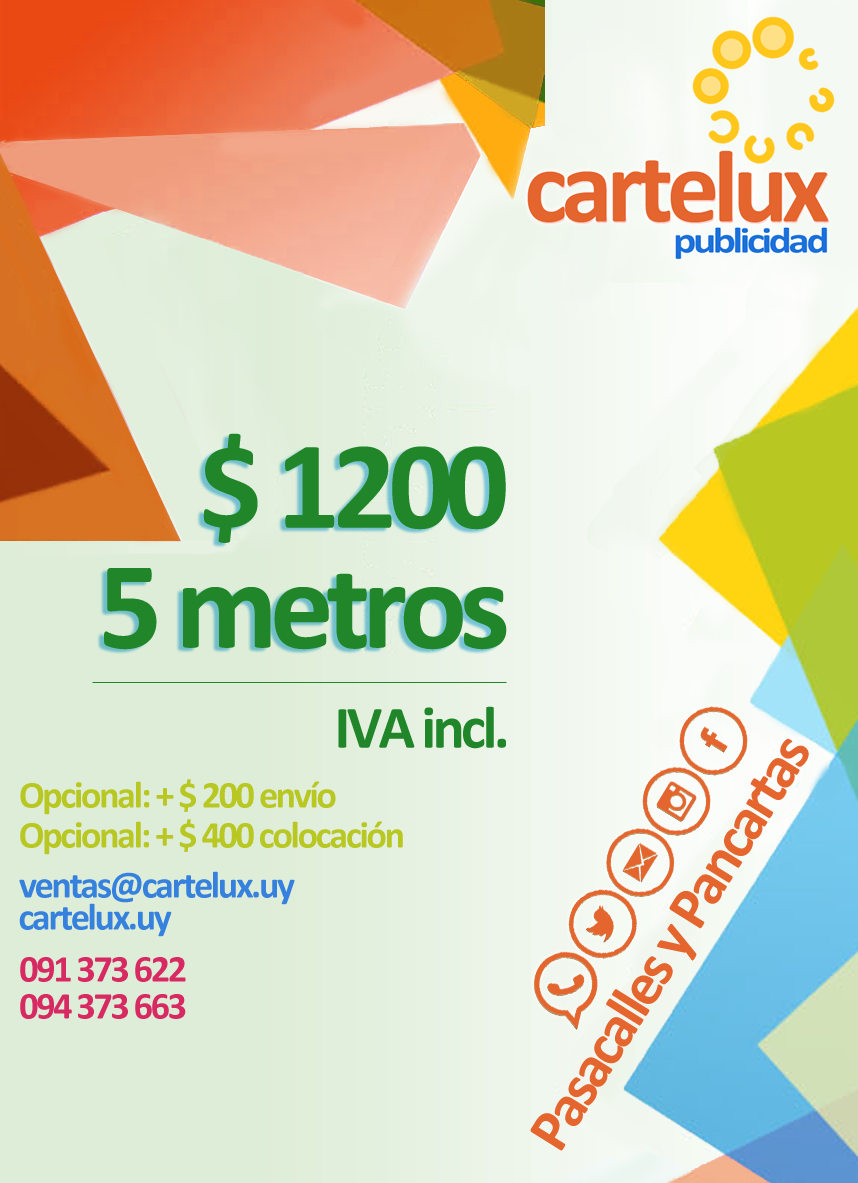 cartelux
publicidad
$ 1200
5 metros
IVA incl.
Opcional: + $ 200 envío
Opcional: + $ 400 colocación
ventas@cartelux.uy
cartelux.uy
091 373 622
094 373 663
Pasacalles y Pancartas